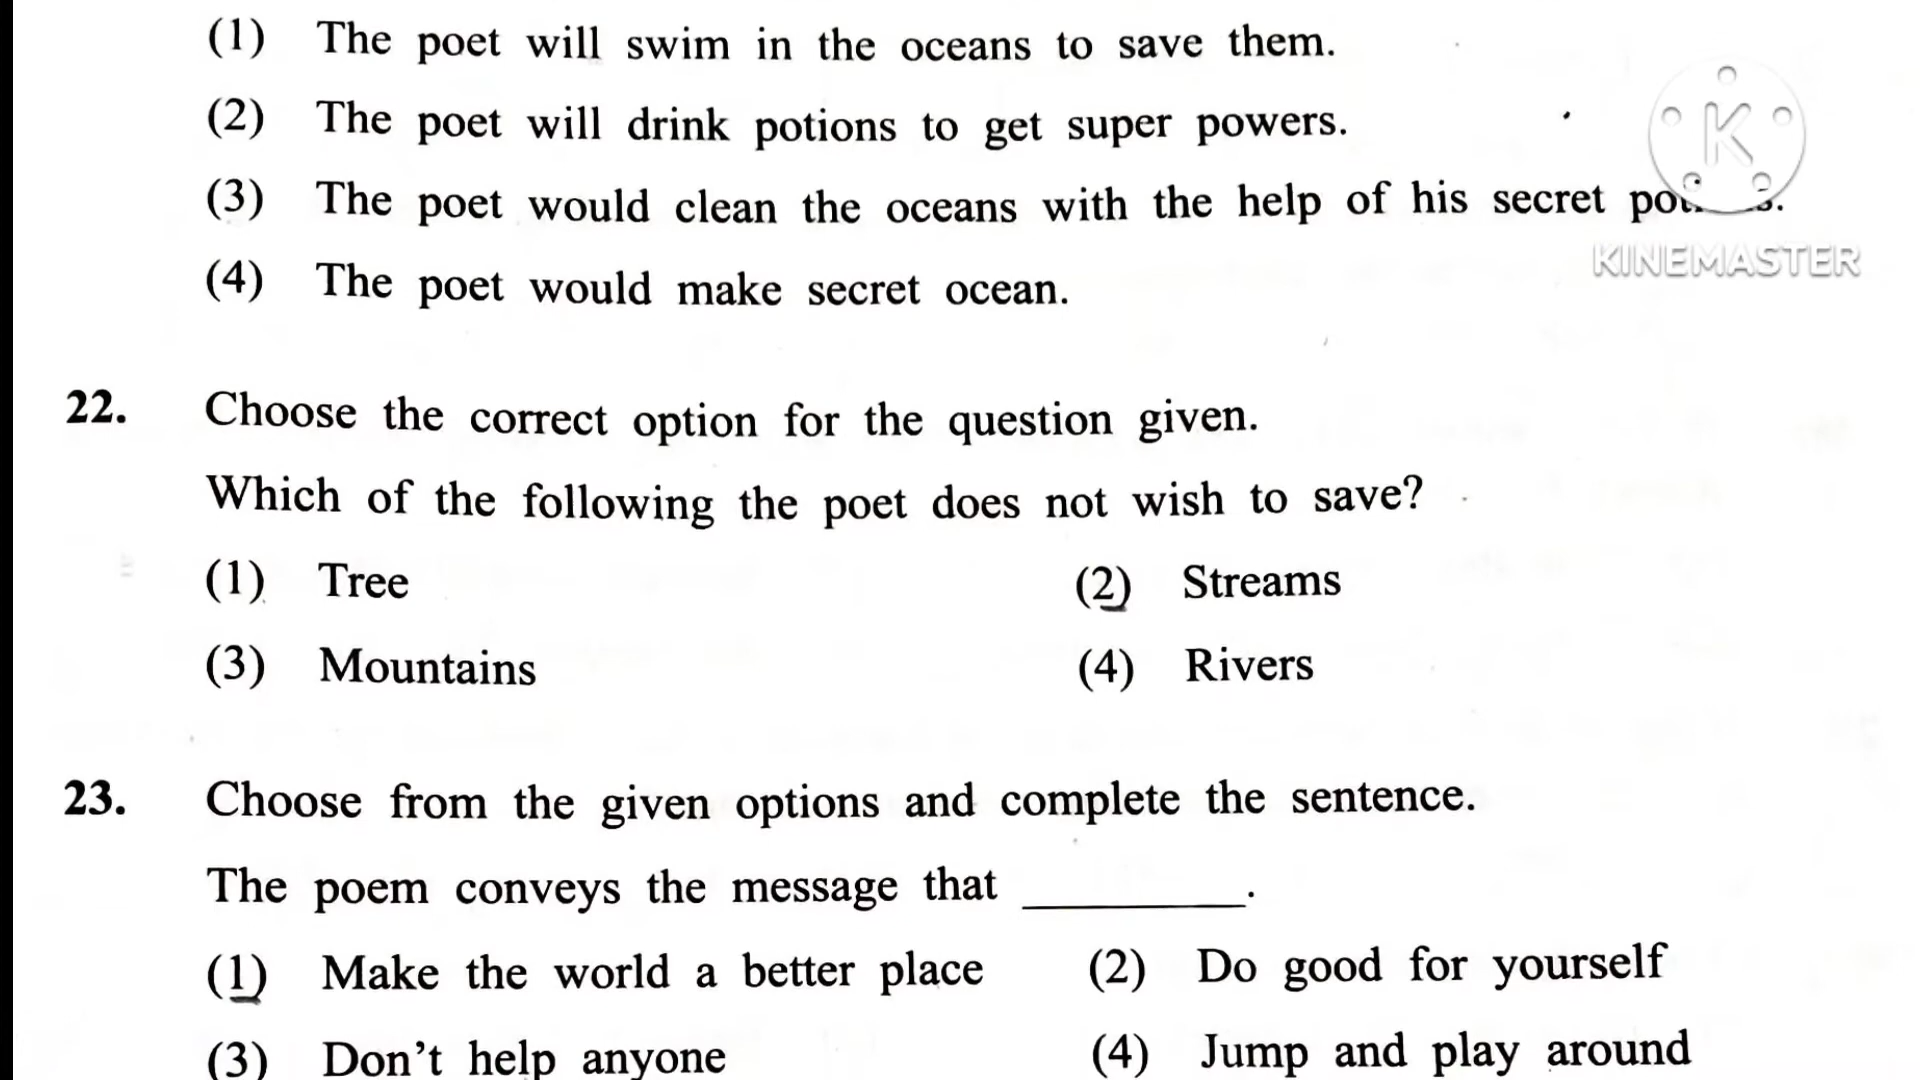 (1) The poet will swim in the oceans to save them.
(2) The poet will drink potions to get super powers.
(3) The poet would clean the oceans with the help of his secret
(4) The poet would make secret ocean.
KINEMASTER
22. Choose the correct option for the question given.
Which of the following the poet does not wish to save?
(1) Tree (2) Streams
(3) Mountains (4) Rivers
23. Choose from the given options and complete the sentence.
The poem conveys the message that ________.
(1) Make the world a better place (2) Do good for yourself
(3) Don't help anyone (4) Jump and play around